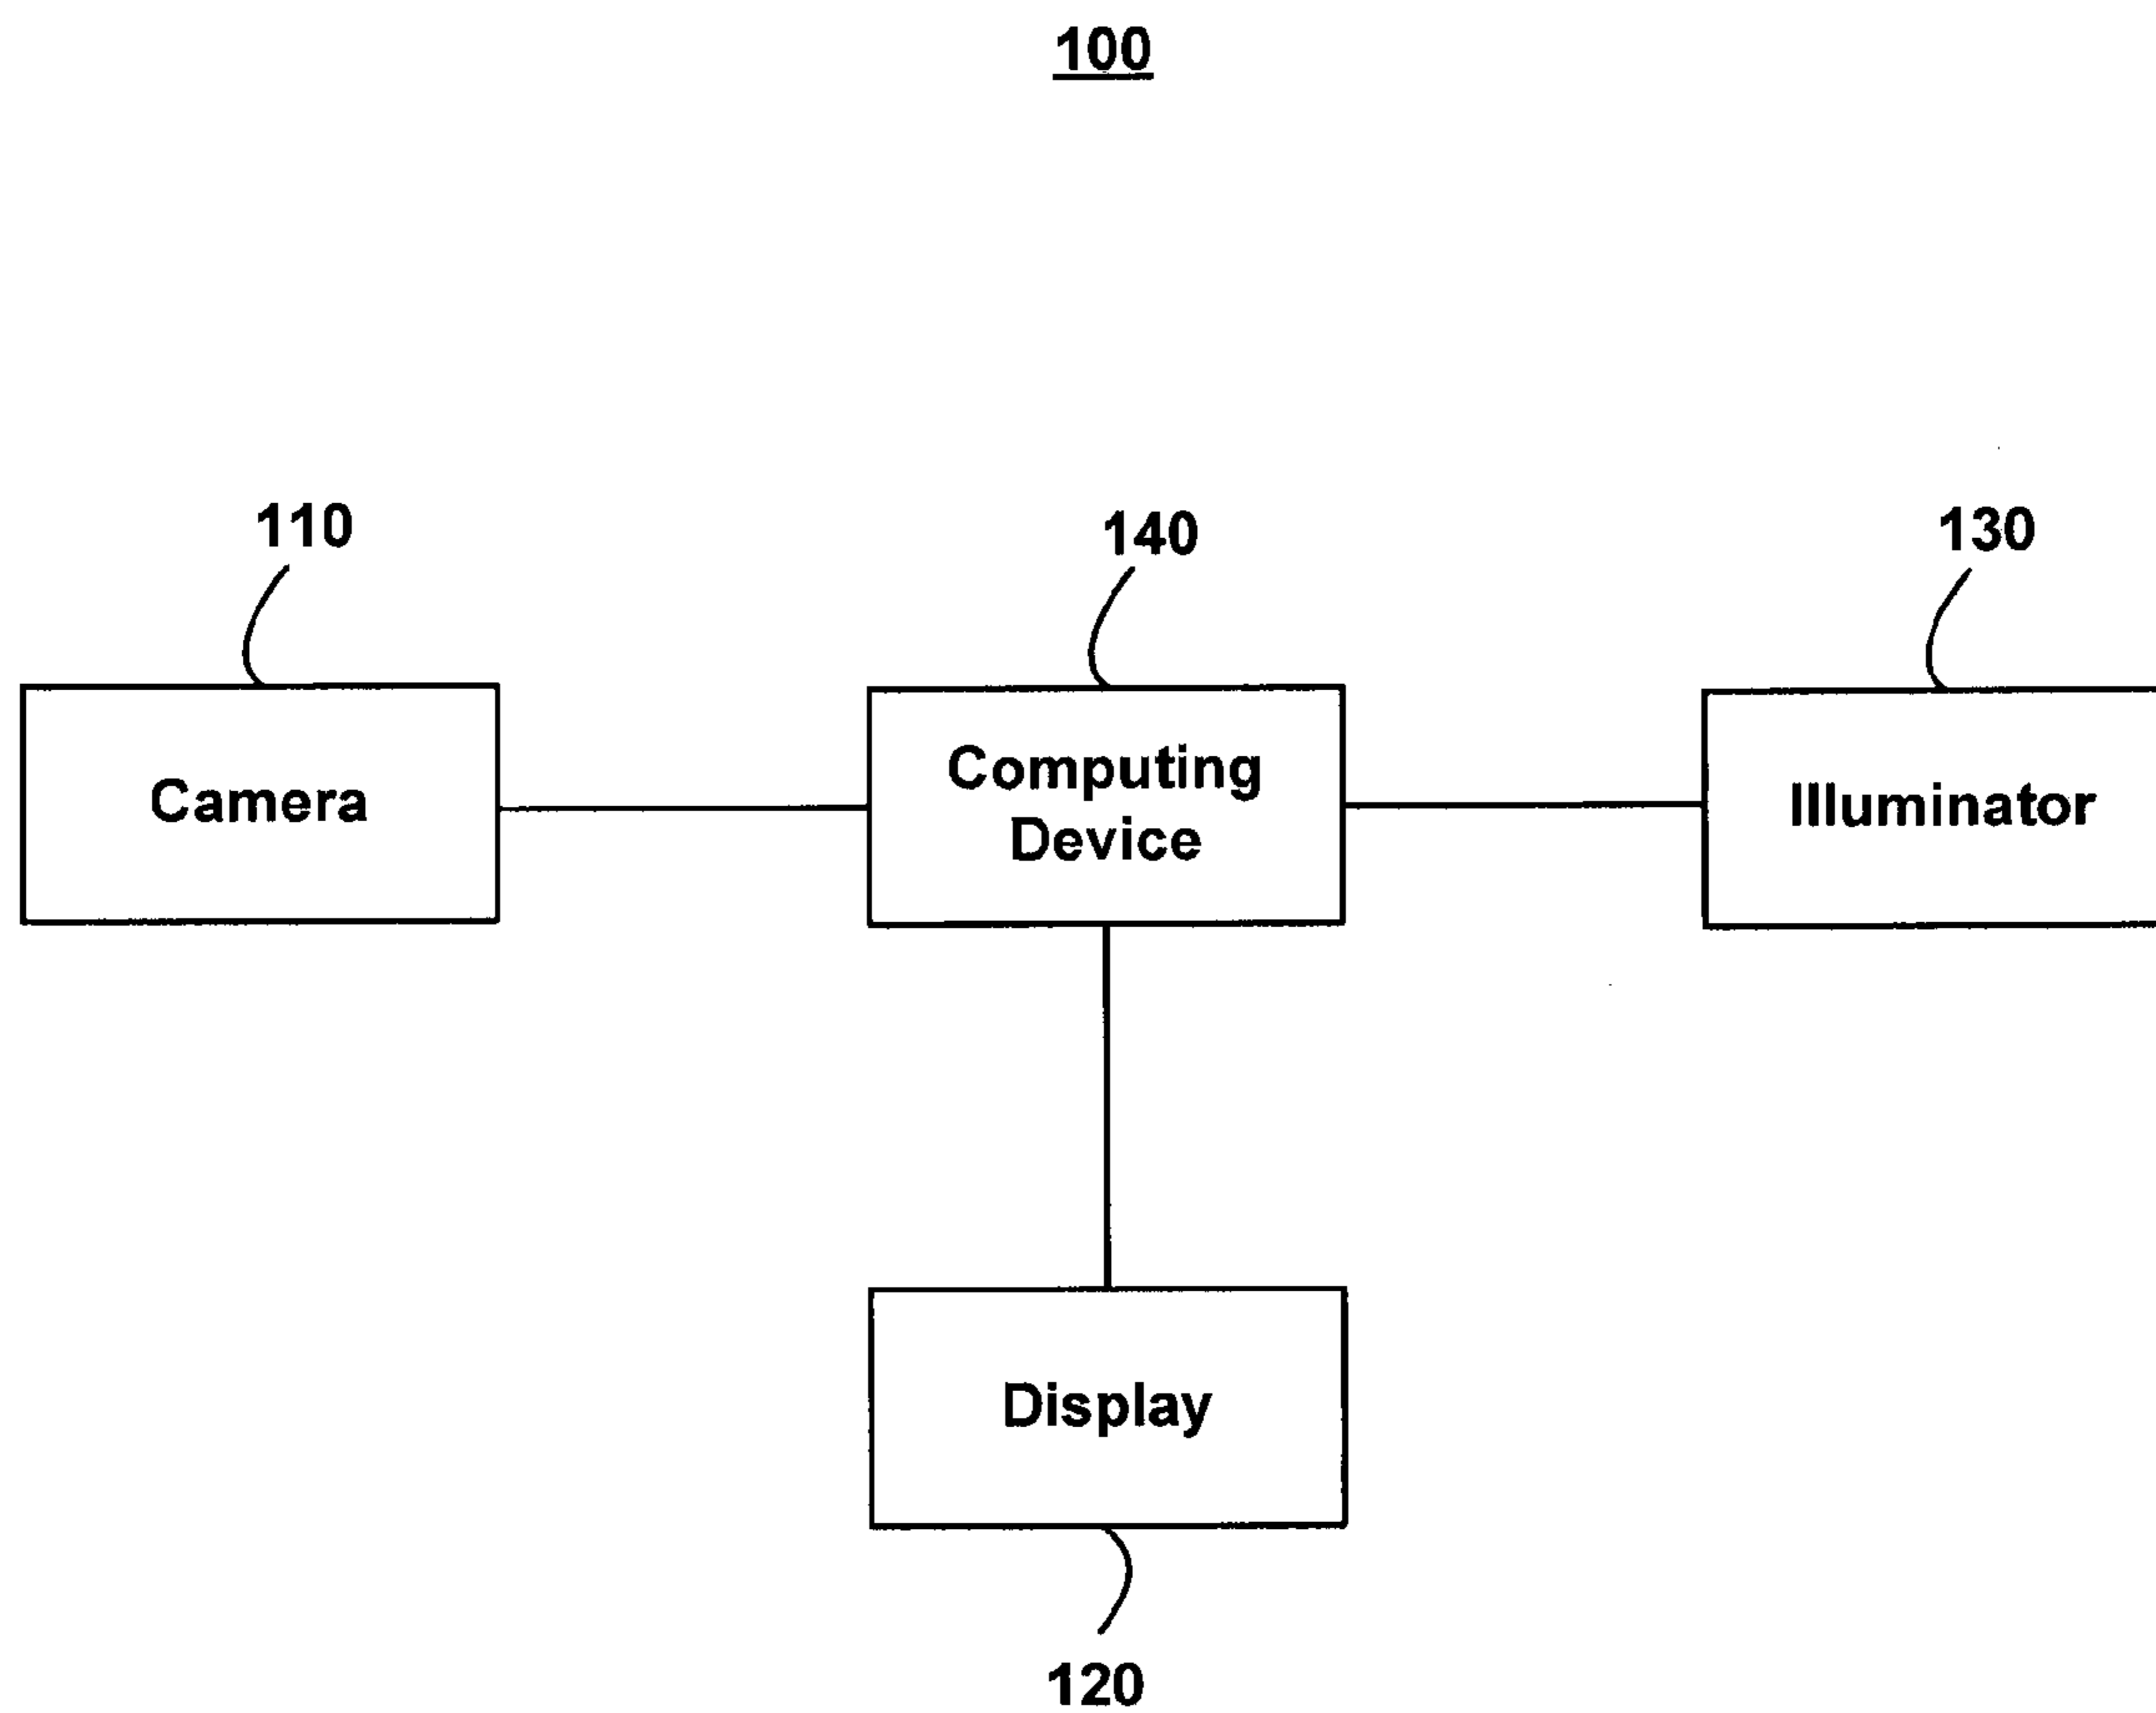 100
110
140
130
Camera
Computing
Device
Illuminator
Display
120